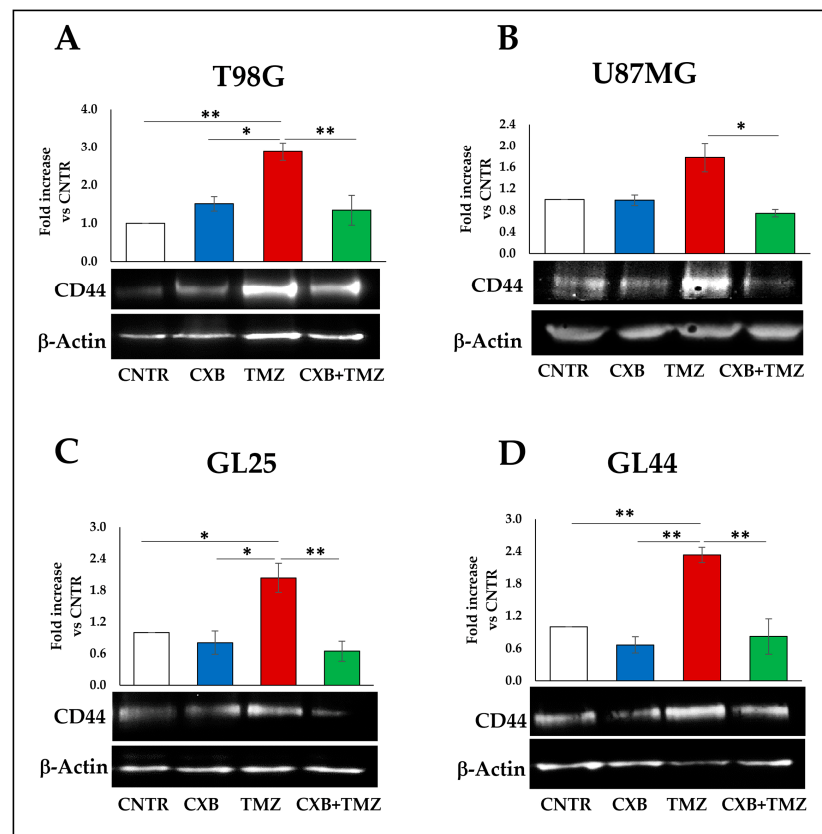 A
T98G
Fold increase
vs CNTR
4.0
3.0
2.0
1.0
0.0
**
*
**
CD44
β-Actin
CNTR CXB TMZ CXB+TMZ
B
U87MG
Fold increase
vs CNTR
2.4
2.0
1.6
1.2
0.8
0.4
0.0
*
CD44
β-Actin
CNTR CXB TMZ CXB+TMZ
C
GL25
Fold increase
vs CNTR
3.0
2.4
1.8
1.2
0.6
0.0
*
*
**
CD44
β-Actin
CNTR CXB TMZ CXB+TMZ
D
GL44
Fold increase
vs CNTR
3.0
2.4
1.8
1.2
0.6
0.0
**
**
**
CD44
β-Actin
CNTR CXB TMZ CXB+TMZ